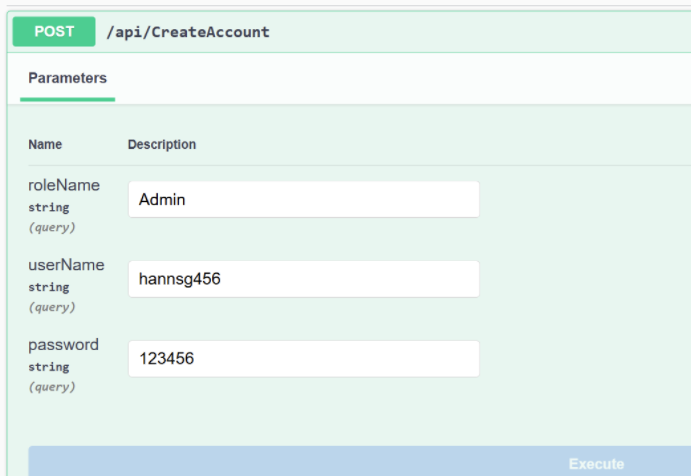 POST /api/CreateAccount
Parameters
Name Description
roleName
string
(query)
Admin
userName
string
(query)
hannsg456
password
string
(query)
123456
Execute